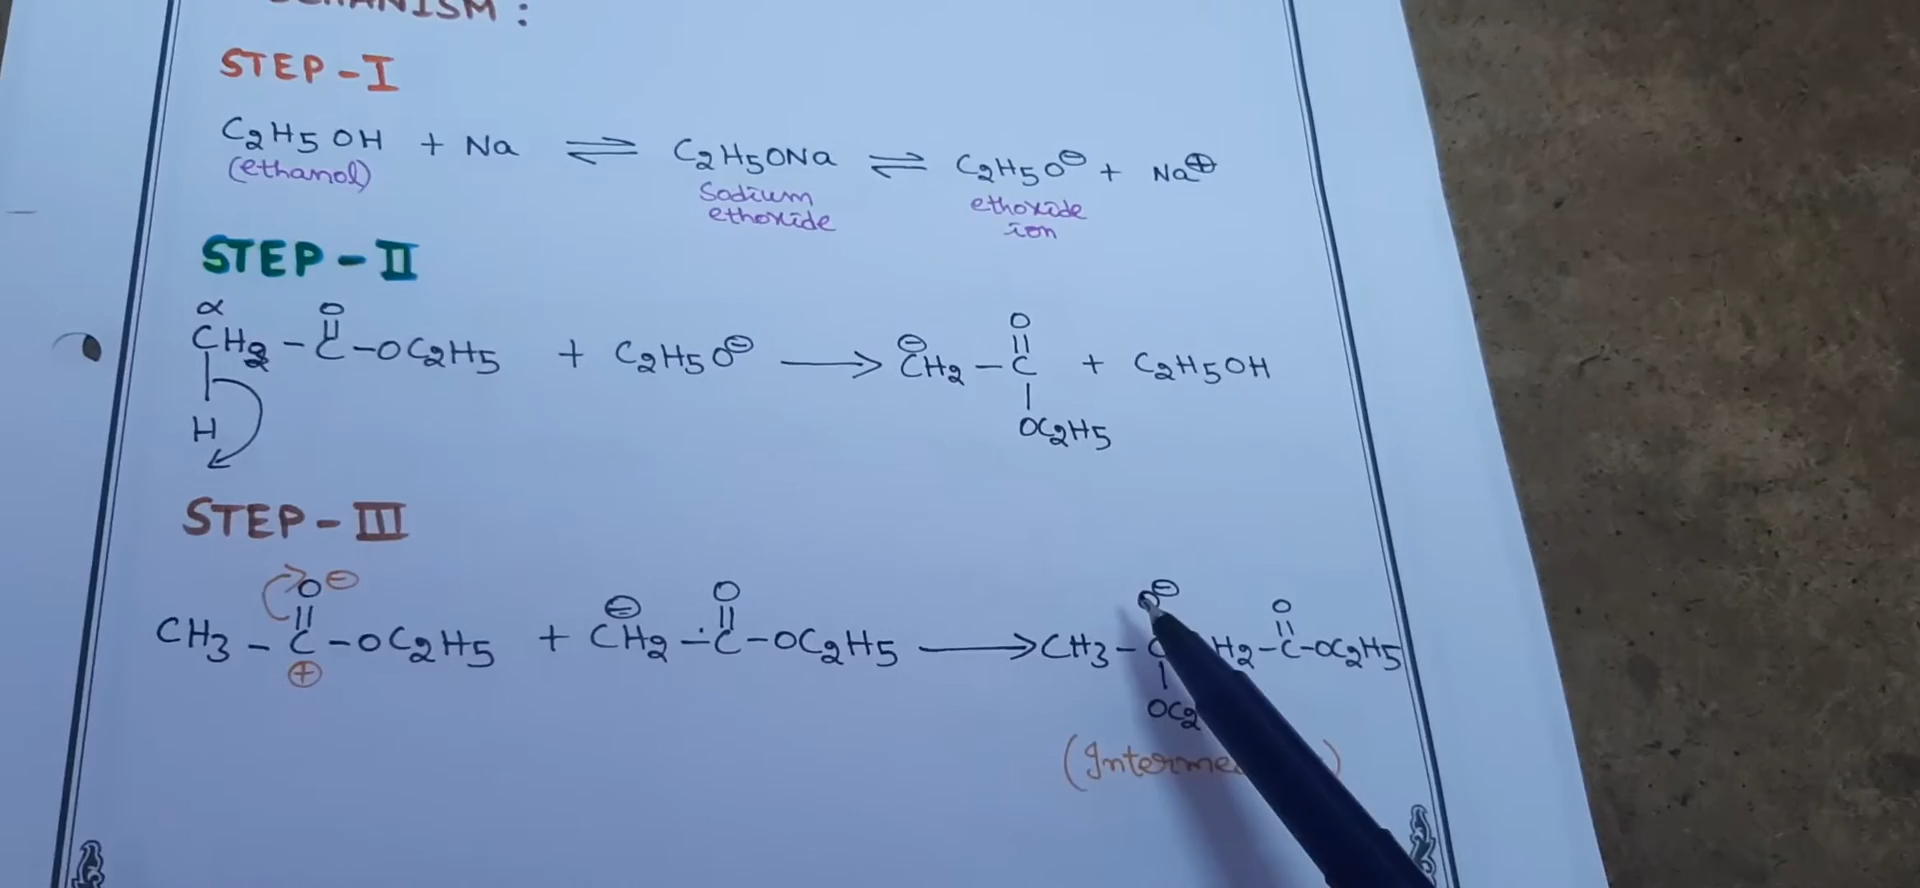 MECHANISM :
STEP-I
C2H5OH + Na ⇌ C2H5ONa ⇌ C2H5O⊖ + Na⊕
(ethanol) Sodium ethoxide ethoxide ion
STEP-II
α O O
CH2 - C - OC2H5 + C2H5O⊖ → ⊖CH2 - C + C2H5OH
H OC2H5
STEP-III
O⊖ O O⊖ O
CH3 - C - OC2H5 + ⊖CH2 - C - OC2H5 → CH3 - C H2 - C - OC2H5
⊕ OC2